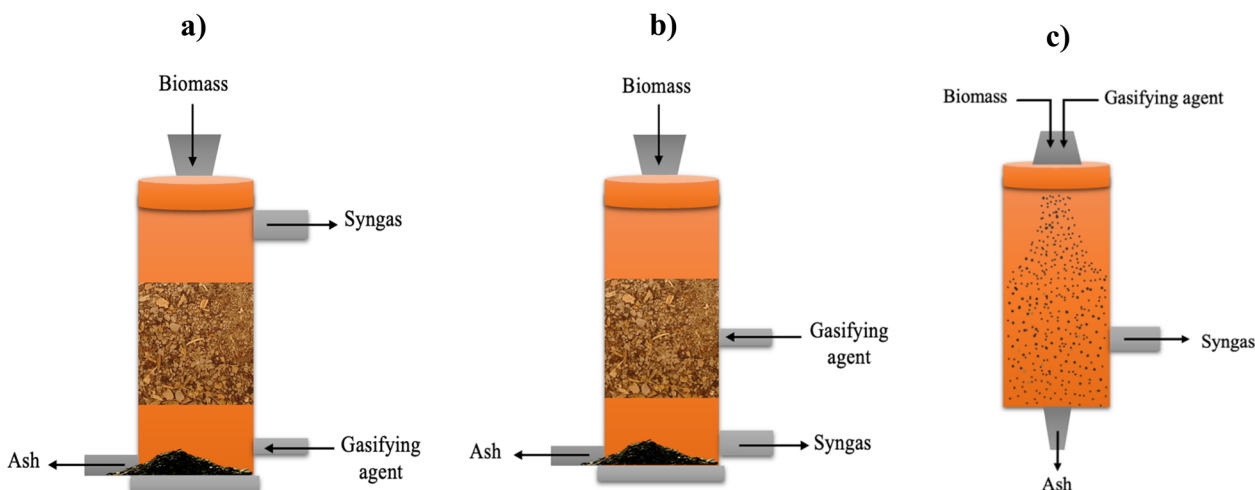 a)
Biomass
Syngas
Gasifying
agent
Ash
b)
Biomass
Gasifying
agent
Syngas
Ash
c)
Biomass
Gasifying agent
Syngas
Ash